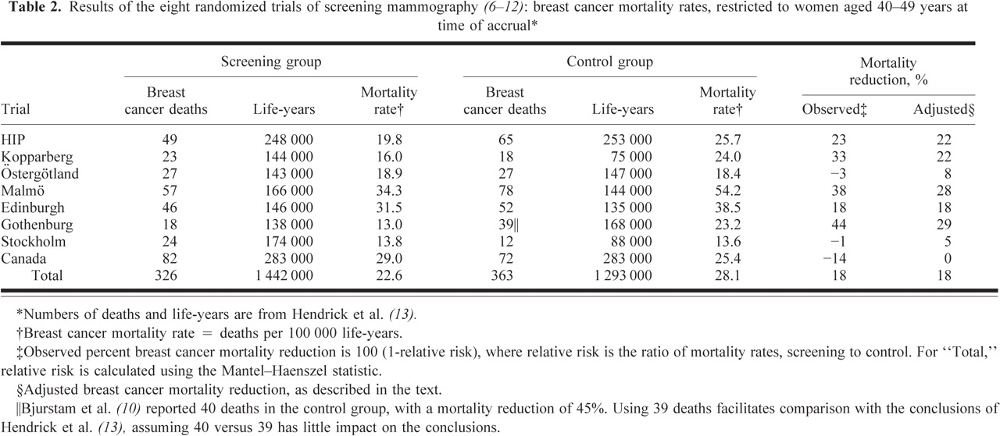 Table 2. Results of the eight randomized trials of screening mammography (6–12): breast cancer mortality rates, restricted to women aged 40–49 years at
time of accrual*
Screening group Control group Mortality
reduction, %
Breast Mortality Breast Mortality
Trial cancer deaths Life-years rate† cancer deaths Life-years rate† Observed‡ Adjusted§
HIP 49 248 000 19.8 65 253 000 25.7 23 22
Kopparberg 23 144 000 16.0 18 75 000 24.0 33 22
Östergötland 27 143 000 18.9 27 147 000 18.4 −3 8
Malmö 57 166 000 34.3 78 144 000 54.2 38 28
Edinburgh 46 146 000 31.5 52 135 000 38.5 18 18
Gothenburg 18 138 000 13.0 39|| 168 000 23.2 44 29
Stockholm 24 174 000 13.8 12 88 000 13.6 −1 5
Canada 82 283 000 29.0 72 283 000 25.4 −14 0
Total 326 1 442 000 22.6 363 1 293 000 28.1 18 18
*Numbers of deaths and life-years are from Hendrick et al. (13).
†Breast cancer mortality rate = deaths per 100 000 life-years.
‡Observed percent breast cancer mortality reduction is 100 (1-relative risk), where relative risk is the ratio of mortality rates, screening to control. For ‘‘Total,’’
relative risk is calculated using the Mantel–Haenszel statistic.
§Adjusted breast cancer mortality reduction, as described in the text.
||Bjurstam et al. (10) reported 40 deaths in the control group, with a mortality reduction of 45%. Using 39 deaths facilitates comparison with the conclusions of
Hendrick et al. (13), assuming 40 versus 39 has little impact on the conclusions.